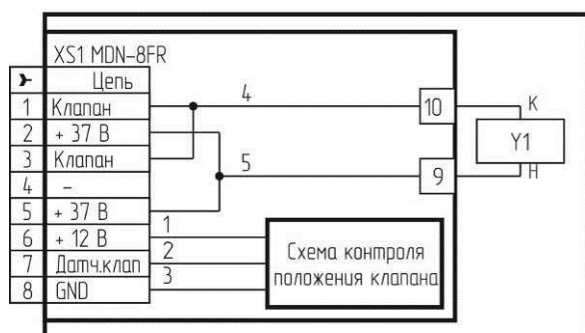 XS1 MDN-8FR
Цепь
1 Клапан
2 + 37 В
3 Клапан
4 -
5 + 37 В
6 + 12 В
7 Датч.клап
8 GND
4
5
1
2
3
10
9
К
Y1
Н
Схема контроля
положения клапана